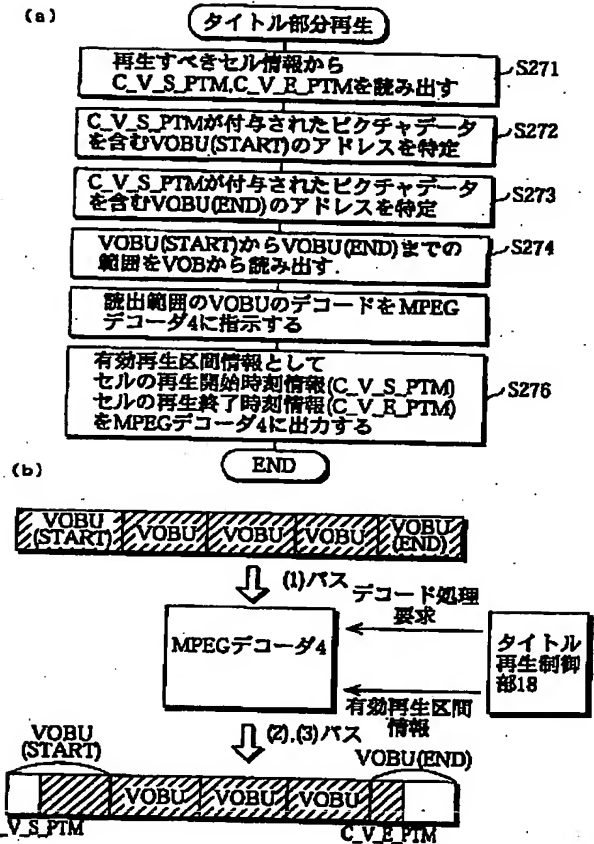 (a)
タイトル部分再生
再生すべきセル情報から
C_V_S_PTM,C_V_E_PTMを読み出す
S271
C_V_S_PTMが付与されたピクチャデータ
を含むVOBU(START)のアドレスを特定
S272
C_V_S_PTMが付与されたピクチャデータ
を含むVOBU(END)のアドレスを特定
S273
VOBU(START)からVOBU(END)までの
範囲をVOBから読み出す.
S274
読出範囲のVOBUのデコードをMPEG
デコーダ4に指示する
有効再生区間情報として
セルの再生開始時刻情報(C_V_S_PTM)
セルの再生終了時刻情報(C_V_E_PTM)
をMPEGデコーダ4に出力する
S276
END
(b)
VOBU
(START)
VOBU
VOBU
VOBU
VOBU
(END)
(1)パス
デコード処理
要求
MPEGデコーダ4
タイトル
再生制御
部18
有効再生区間
情報
(2),(3)パス
VOBU
(START)
VOBU(END)
VOBU
VOBU
VOBU
_V_S_PTM
C_V_E_PTM